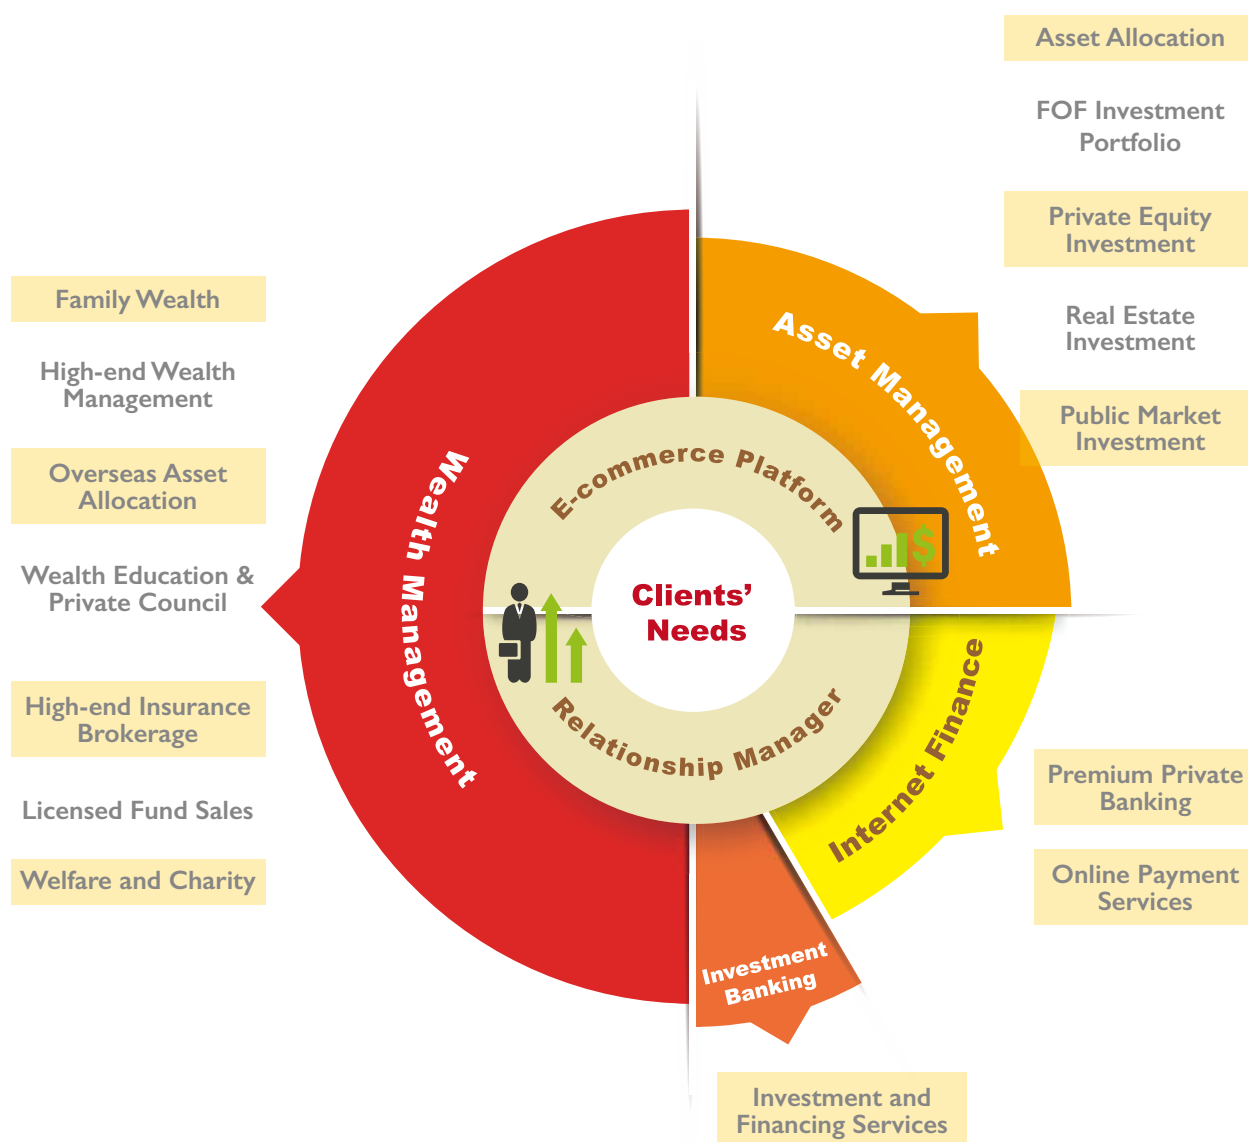 Asset Allocation
FOF Investment
Portfolio
Private Equity
Investment
Real Estate
Investment
Public Market
Investment
Family Wealth
High-end Wealth
Management
Overseas Asset
Allocation
Wealth Education &
Private Council
High-end Insurance
Brokerage
Licensed Fund Sales
Welfare and Charity
Wealth Management
Asset Management
E-commerce Platform
$
Clients’
Needs
Relationship Manager
Internet Finance
Investment
Banking
Premium Private
Banking
Online Payment
Services
Investment and
Financing Services